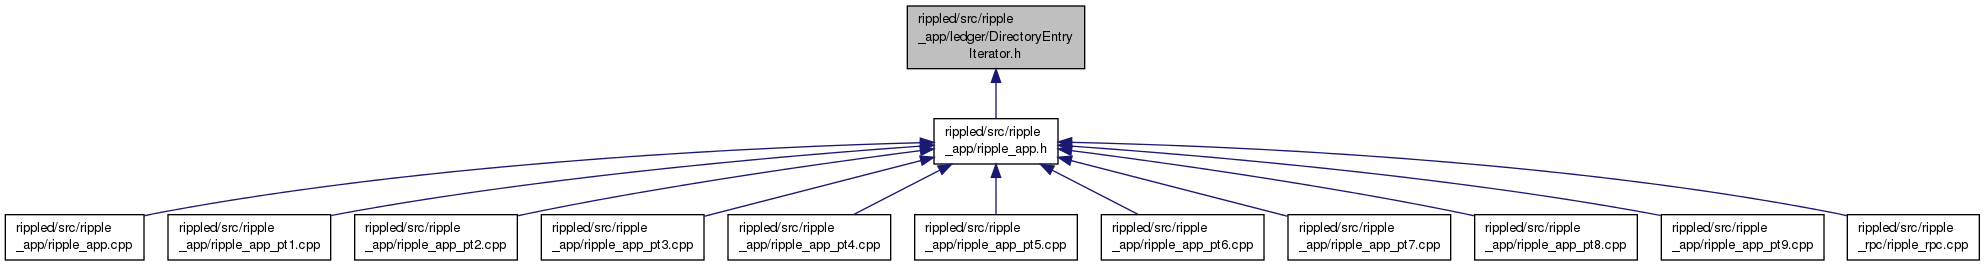 rippled/src/ripple
_app/ledger/DirectoryEntry
Iterator.h
rippled/src/ripple
_app/ripple_app.h
rippled/src/ripple
_app/ripple_app.cpp
rippled/src/ripple
_app/ripple_app_pt1.cpp
rippled/src/ripple
_app/ripple_app_pt2.cpp
rippled/src/ripple
_app/ripple_app_pt3.cpp
rippled/src/ripple
_app/ripple_app_pt4.cpp
rippled/src/ripple
_app/ripple_app_pt5.cpp
rippled/src/ripple
_app/ripple_app_pt6.cpp
rippled/src/ripple
_app/ripple_app_pt7.cpp
rippled/src/ripple
_app/ripple_app_pt8.cpp
rippled/src/ripple
_app/ripple_app_pt9.cpp
rippled/src/ripple
_rpc/ripple_rpc.cpp